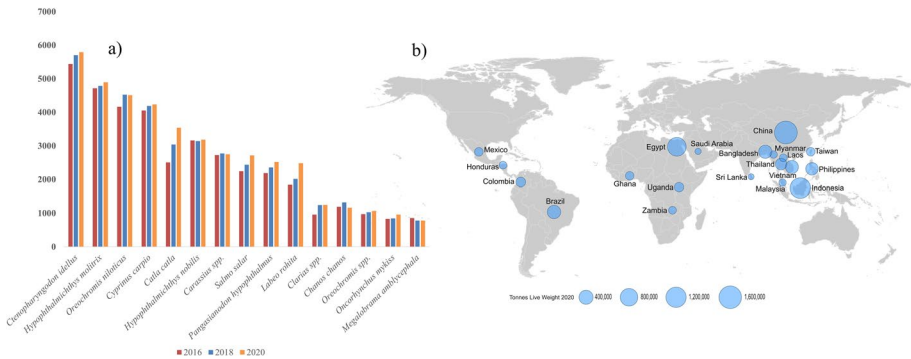 a)
7000
6000
5000
4000
3000
2000
1000
0
Ctenopharyngodon idellus
Hypophthalmichthys molitrix
Oreochromis niloticus
Cyprinus carpio
Catla catla
Hypophthalmichthys nobilis
Carassius spp.
Salmo salar
Pangasianodon hypophthalmus
Labeo rohita
Clarias spp.
Chanos chanos
Oreochromis spp.
Oncorhynchus mykiss
Megalobrama amblycephala
2016 2018 2020
b)
China
Mexico
Egypt
Saudi Arabia
Bangladesh
Myanmar
Taiwan
Laos
Honduras
Thailand
Philippines
Colombia
Ghana
Sri Lanka
Vietnam
Uganda
Malaysia
Indonesia
Brazil
Zambia
Tonnes Live Weight 2020
400,000 800,000 1,200,000 1,600,000